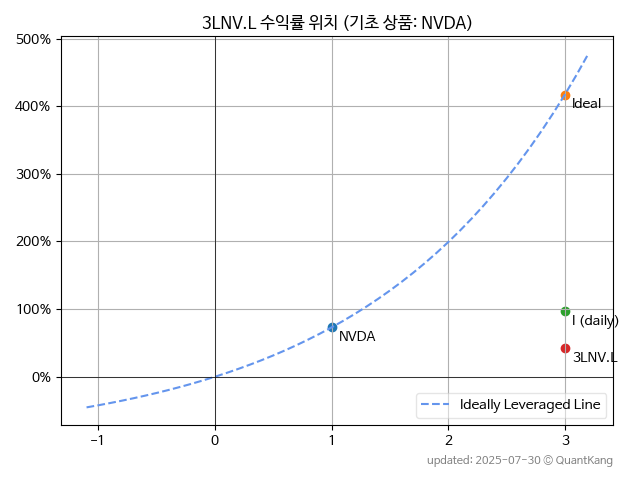 3LNV.L 수익률 위치 (기초 상품: NVDA)
500%
400%
300%
200%
100%
0%
Ideal
I (daily)
NVDA
3LNV.L
Ideally Leveraged Line
−1
0
1
2
3
updated: 2025-07-30 © QuantKang